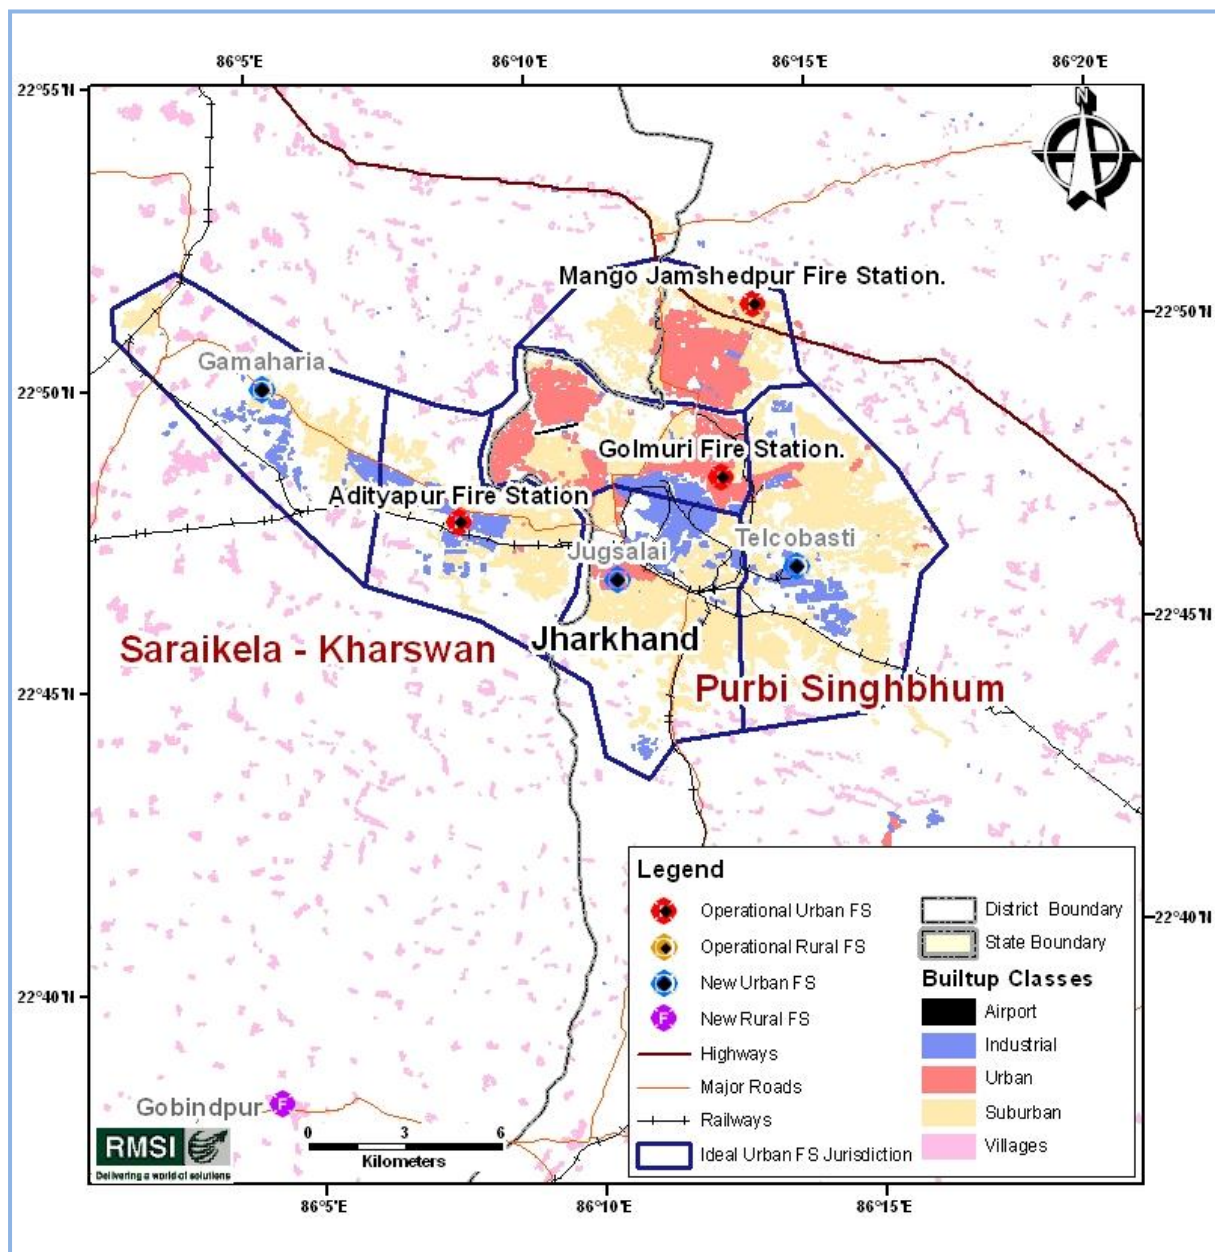 86°5'E 86°10'E 86°15'E 86°20'E
22°55'N
N
Mango Jamshedpur Fire Station.
22°50'N
Gamaharia
22°50'N
Golmuri Fire Station.
Adityapur Fire Station
Telcobasti
Jugsalai
22°45'N
Jharkhand
Saraikela - Kharswan
Purbi Singhbhum
22°45'N
Legend
Operational Urban FS
Operational Rural FS
New Urban FS
New Rural FS
Highways
Major Roads
Railways
Ideal Urban FS Jurisdiction
District Boundary
State Boundary
Builtup Classes
Airport
Industrial
Urban
Suburban
Villages
F
22°40'N
22°40'N
Gobindpur F
RMSI
Delivering a world of solutions
0 3 6
Kilometers
86°5'E 86°10'E 86°15'E